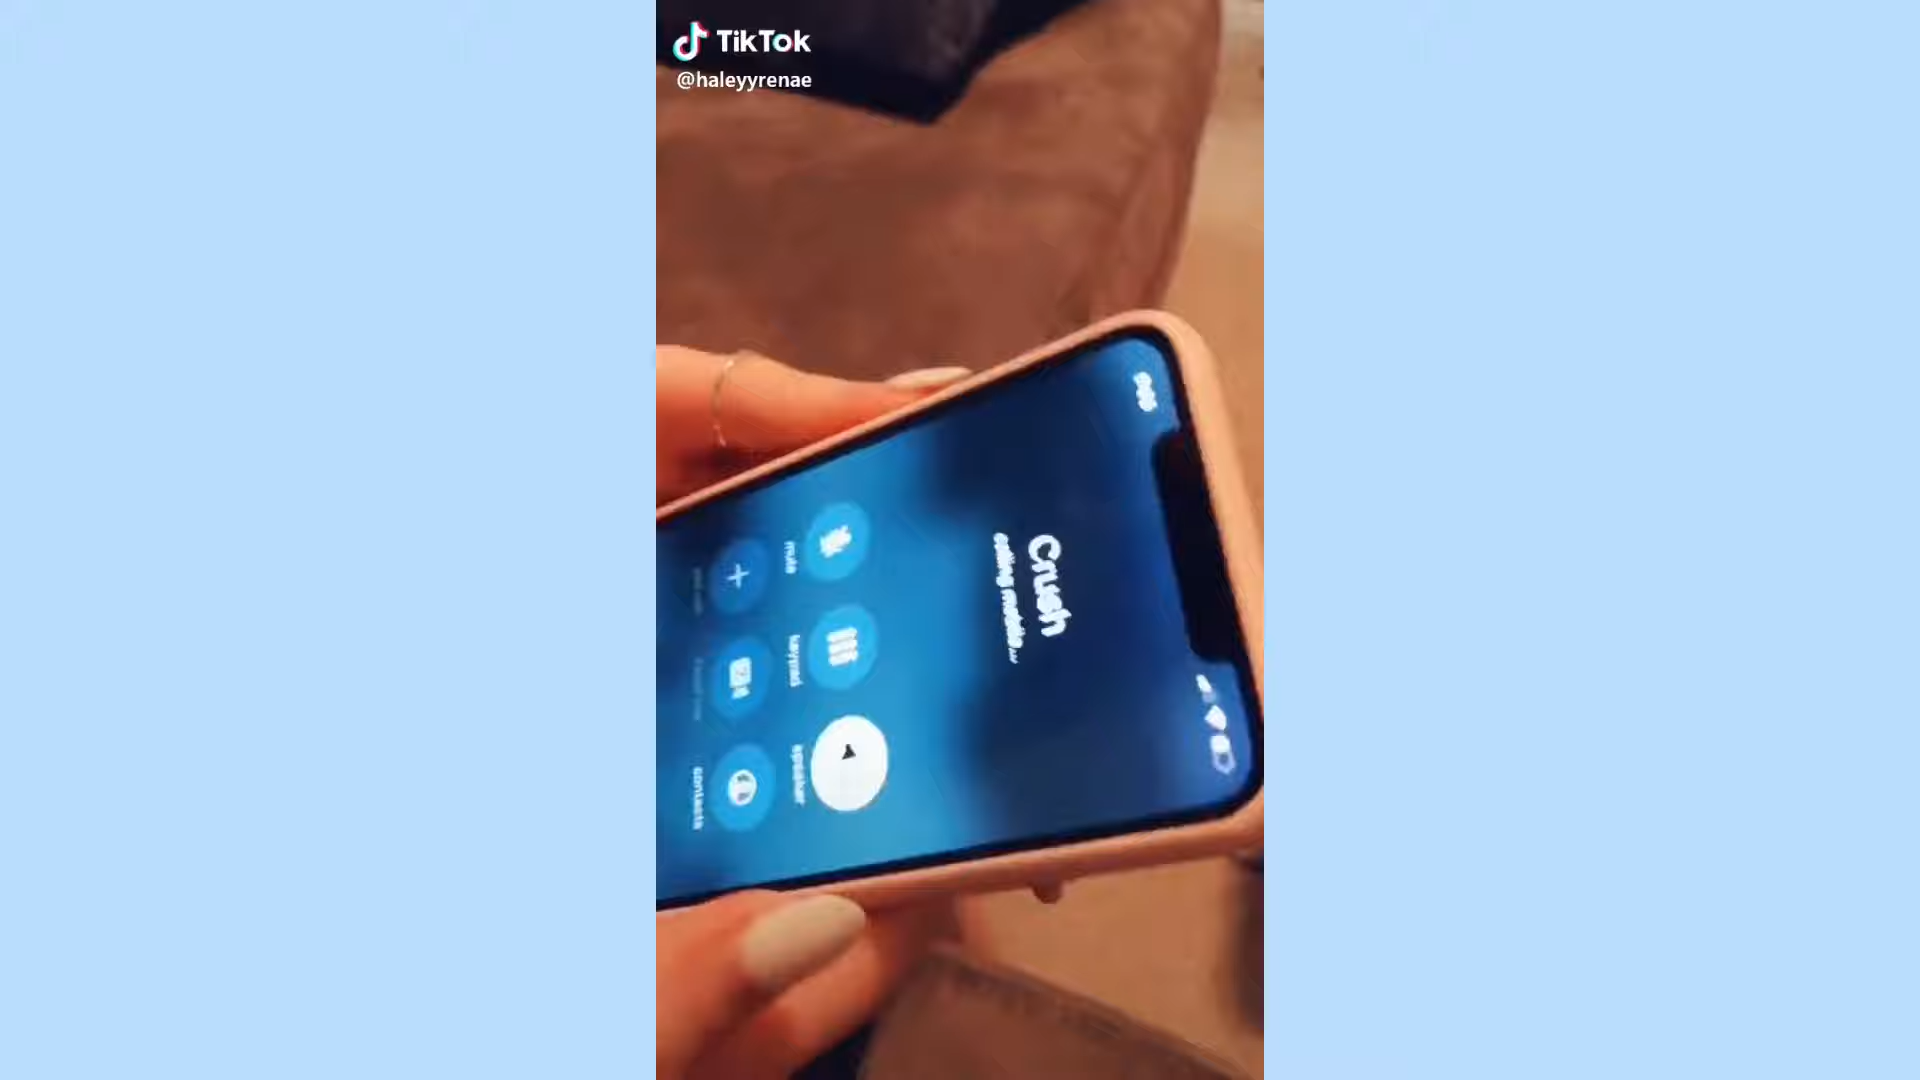 TikTok
@haleyyrenae
Crush
calling mobile...
mute
keypad
speaker
contacts